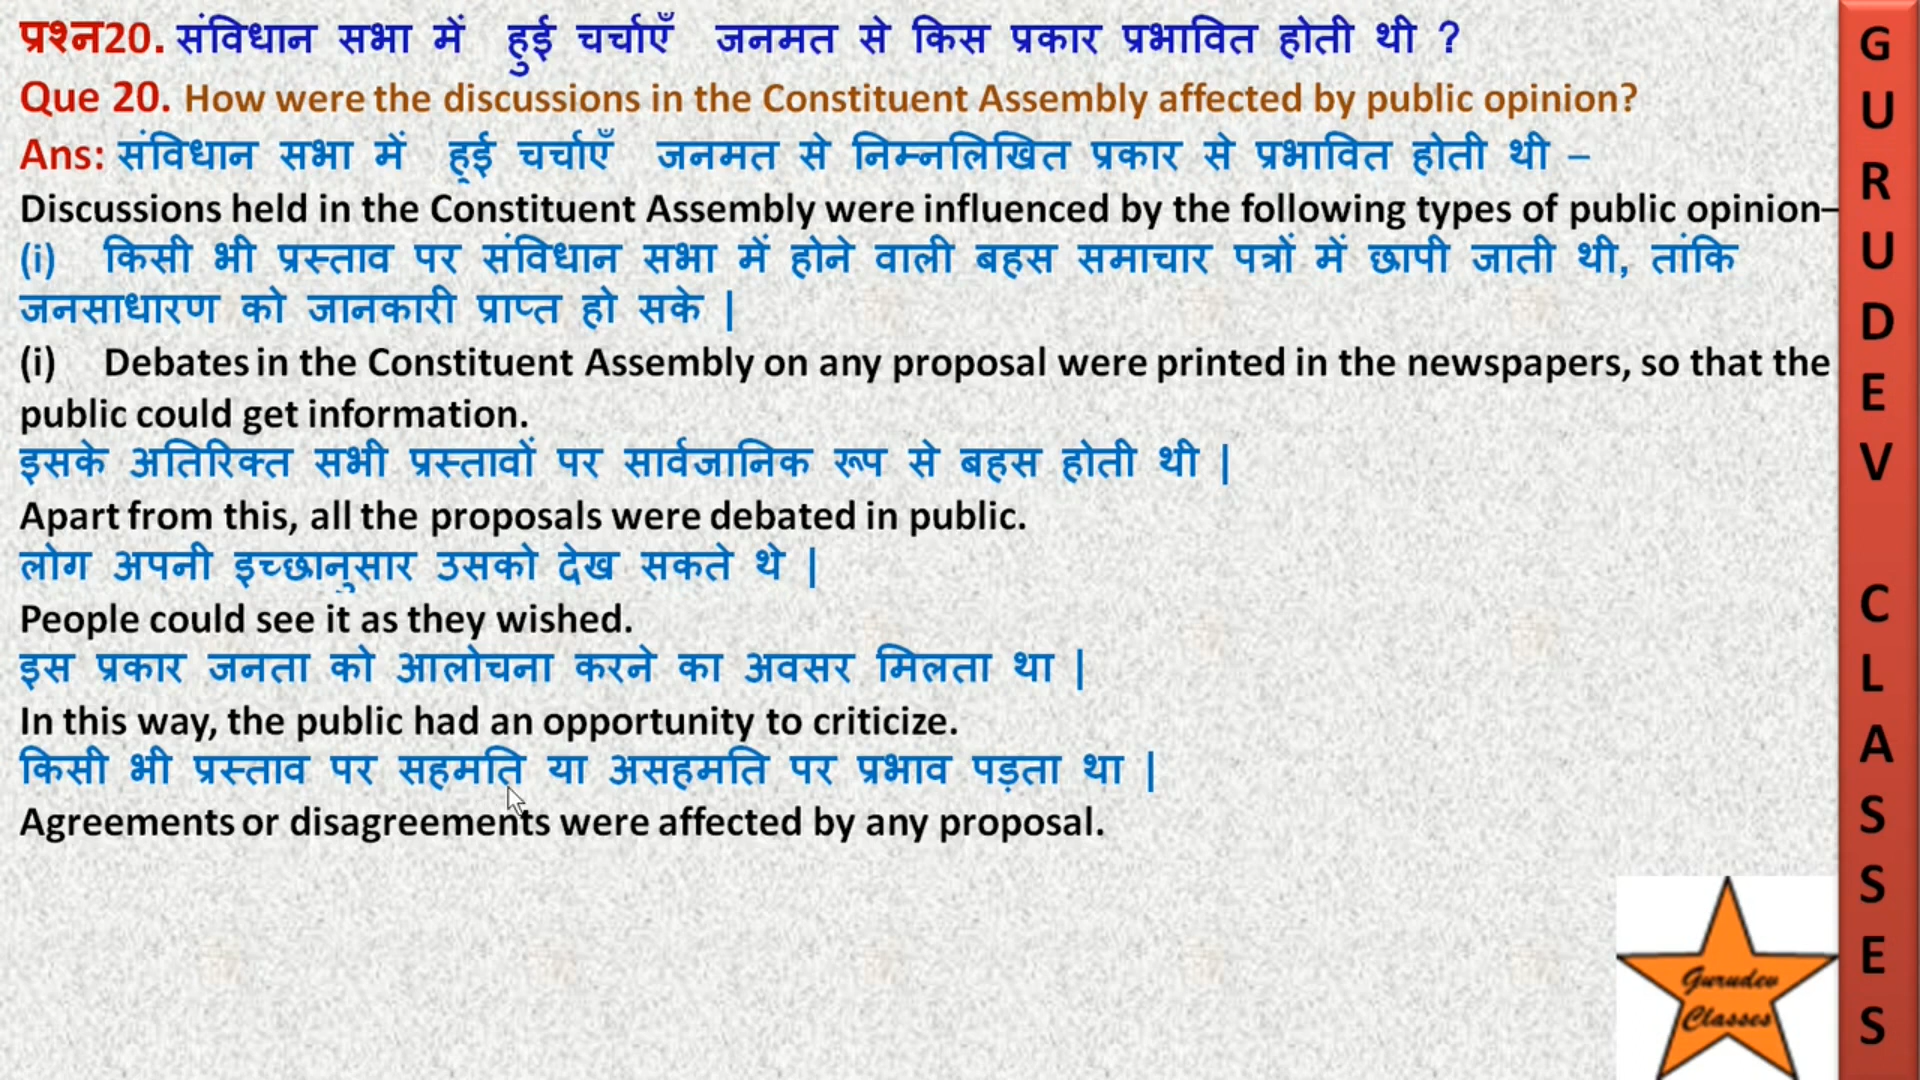 प्रश्न20. संविधान सभा में हुई चर्चाएँ जनमत से किस प्रकार प्रभावित होती थी ?
Que 20. How were the discussions in the Constituent Assembly affected by public opinion?
Ans: संविधान सभा में हुई चर्चाएँ जनमत से निम्नलिखित प्रकार से प्रभावित होती थी –
Discussions held in the Constituent Assembly were influenced by the following types of public opinion–
(i) किसी भी प्रस्ताव पर संविधान सभा में होने वाली बहस समाचार पत्रों में छापी जाती थी, तांकि
जनसाधारण को जानकारी प्राप्त हो सके |
(i) Debates in the Constituent Assembly on any proposal were printed in the newspapers, so that the
public could get information.
इसके अतिरिक्त सभी प्रस्तावों पर सार्वजानिक रूप से बहस होती थी |
Apart from this, all the proposals were debated in public.
लोग अपनी इच्छानुसार उसको देख सकते थे |
People could see it as they wished.
इस प्रकार जनता को आलोचना करने का अवसर मिलता था |
In this way, the public had an opportunity to criticize.
किसी भी प्रस्ताव पर सहमति या असहमति पर प्रभाव पड़ता था |
Agreements or disagreements were affected by any proposal.
GURUDEV CLASSES
Gurudev
Classes